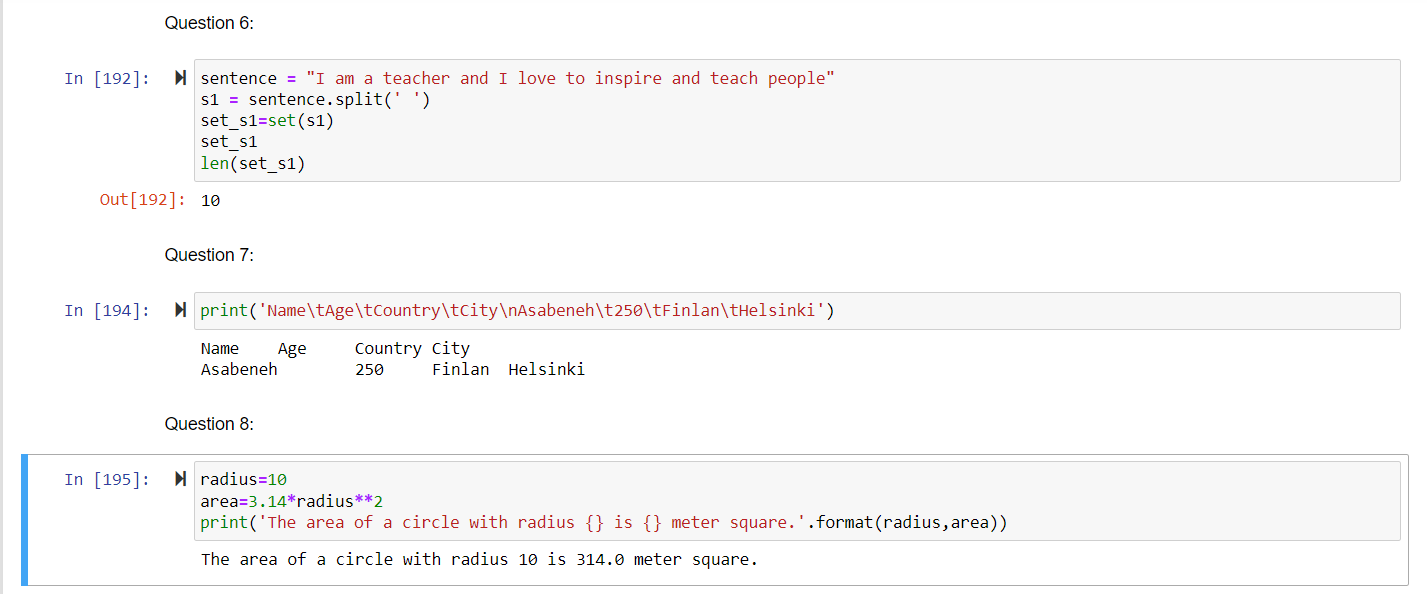 Question 6:
In [192]: sentence = "I am a teacher and I love to inspire and teach people"
s1 = sentence.split(' ')
set_s1=set(s1)
set_s1
len(set_s1)
Out[192]: 10
Question 7:
In [194]: print('Name\tAge\tCountry\tCity\nAsabeneh\t250\tFinlan\tHelsinki')
Name    Age     Country City
Asabeneh        250     Finlan  Helsinki
Question 8:
In [195]: radius=10
area=3.14*radius**2
print('The area of a circle with radius {} is {} meter square.'.format(radius,area))
The area of a circle with radius 10 is 314.0 meter square.